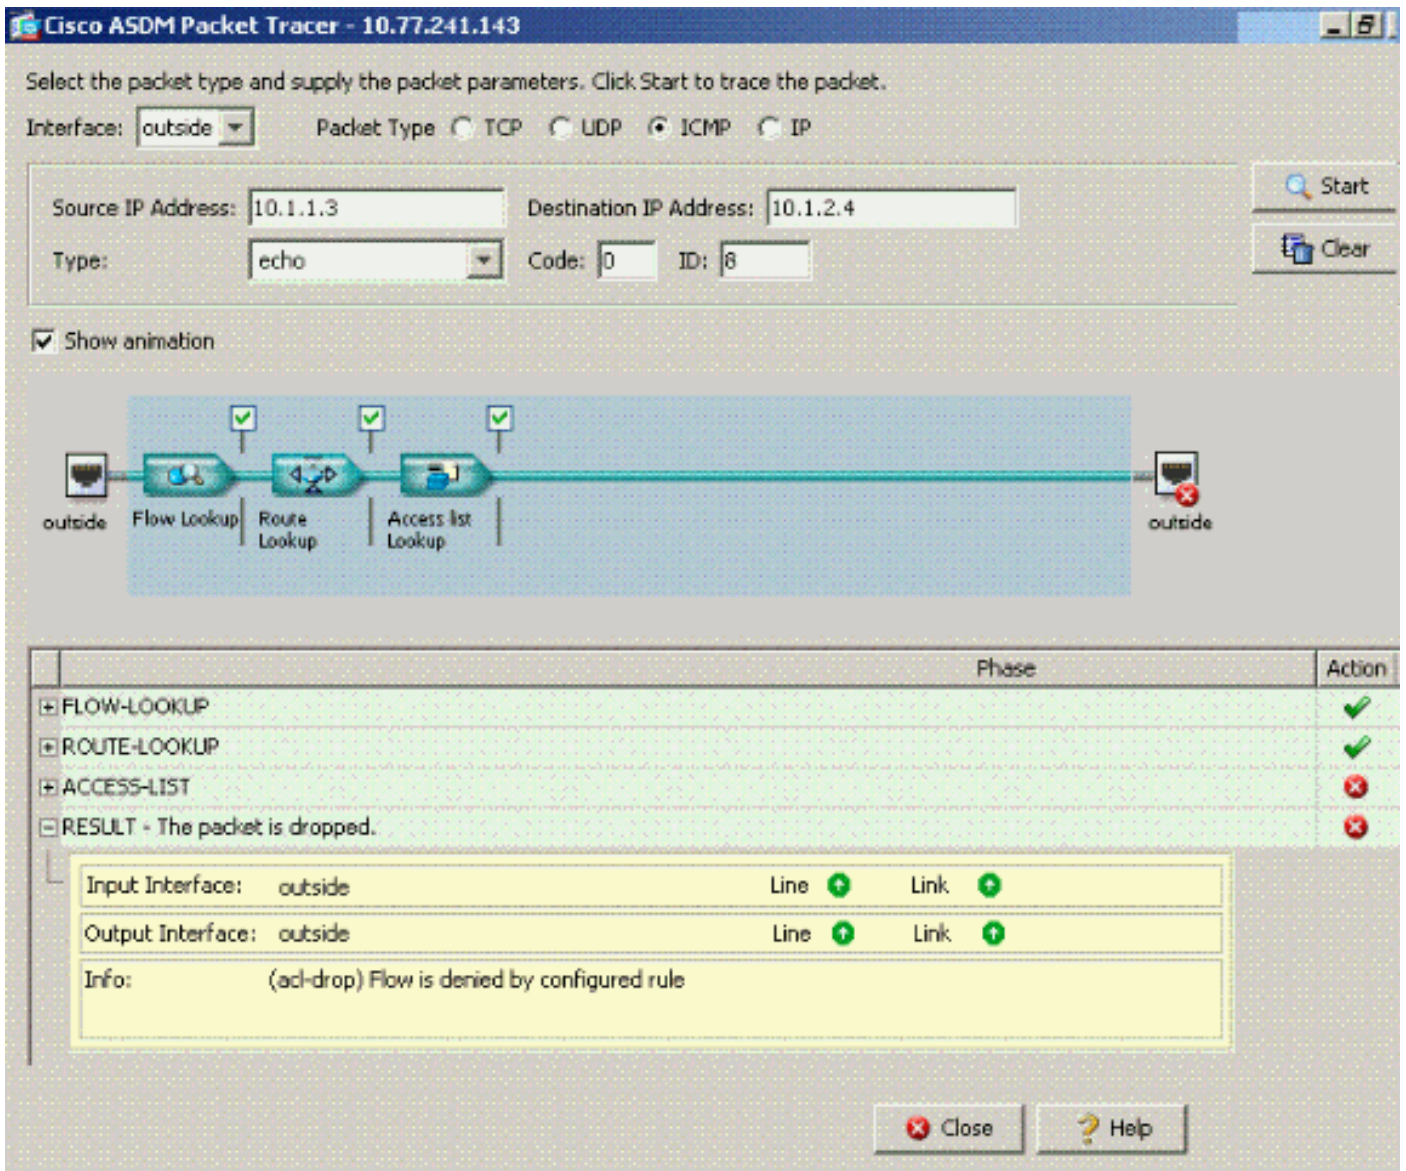 Cisco ASDM Packet Tracer - 10.77.241.143
Select the packet type and supply the packet parameters. Click Start to trace the packet.
Interface: outside Packet Type TCP UDP ICMP IP
Source IP Address: 10.1.1.3 Destination IP Address: 10.1.2.4 Start
Type: echo Code: 0 ID: 8 Clear
Show animation
outside Flow Lookup Route Lookup Access list Lookup outside
Phase Action
FLOW-LOOKUP
ROUTE-LOOKUP
ACCESS-LIST
RESULT - The packet is dropped.
Input Interface: outside Line Link
Output Interface: outside Line Link
Info: (acl-drop) Flow is denied by configured rule
Close Help